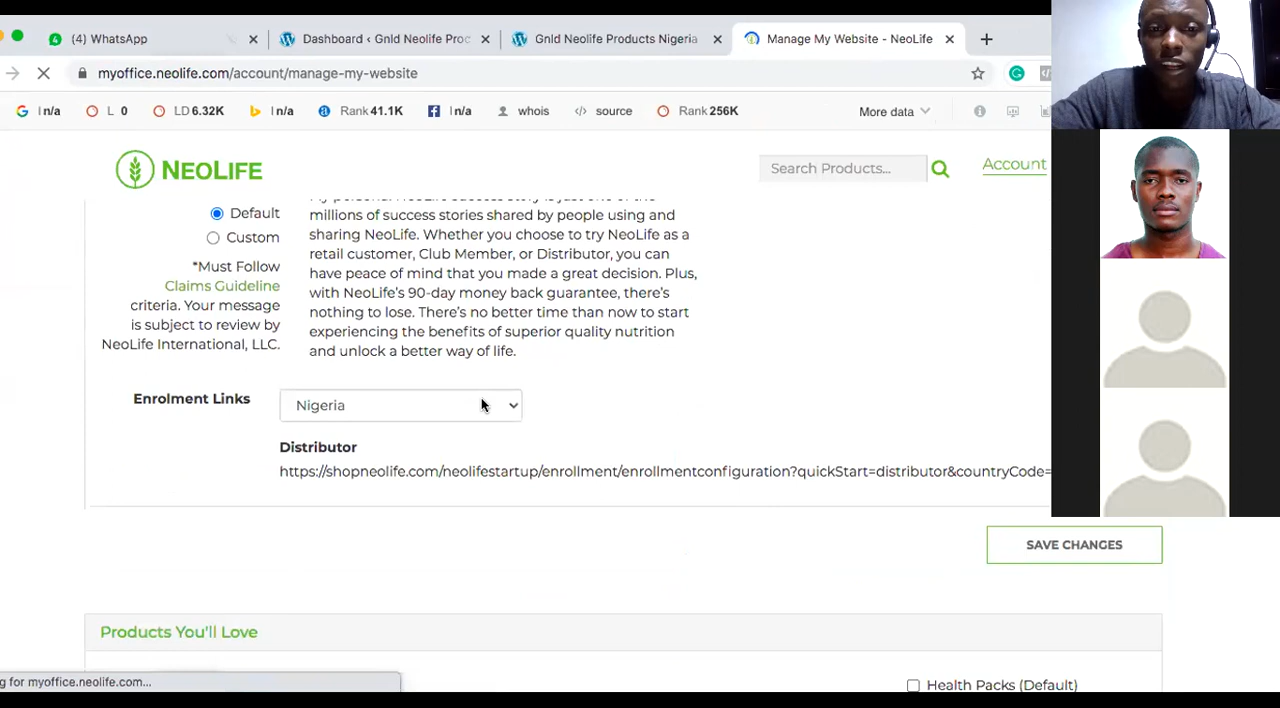 (4) WhatsApp
Dashboard ‹ Gnld Neolife Pro
Gnld Neolife Products Nigeria
Manage My Website - NeoLife
myoffice.neolife.com/account/manage-my-website
I n/a
L 0
LD 6.32K
I n/a
Rank 41.1K
I n/a
whois
source
Rank 256K
More data
NEOLIFE
Search Products...
Account
Default
Custom
*Must Follow
Claims Guideline
criteria. Your message
is subject to review by
NeoLife International, LLC.
millions of success stories shared by people using and
sharing NeoLife. Whether you choose to try NeoLife as a
retail customer, Club Member, or Distributor, you can
have peace of mind that you made a great decision. Plus,
with NeoLife's 90-day money back guarantee, there's
nothing to lose. There's no better time than now to start
experiencing the benefits of superior quality nutrition
and unlock a better way of life.
Enrolment Links
Nigeria
Distributor
https://shopneolife.com/neolifestartup/enrollment/enrollmentconfiguration?quickStart=distributor&countryCode=
SAVE CHANGES
Products You'll Love
Health Packs (Default)
g for myoffice.neolife.com...